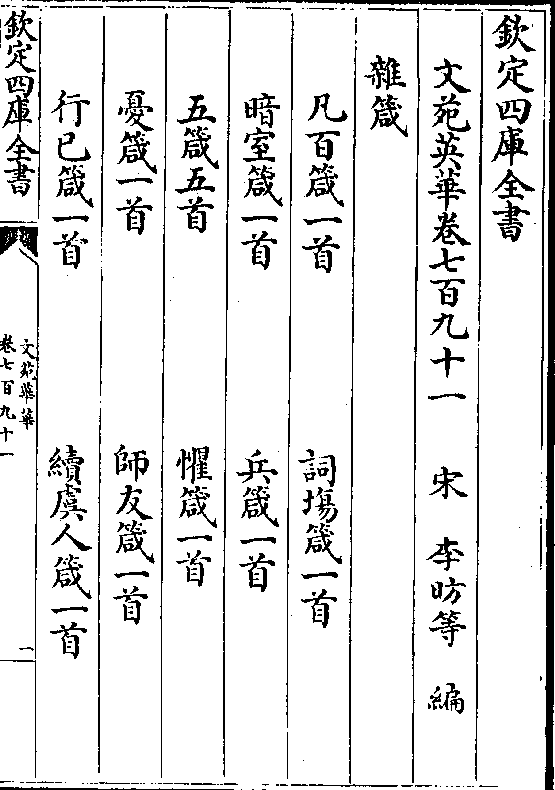 欽定四庫全書
文苑英華卷七百九十一　宋　李昉等　編
雜箴
凡百箴一首　詞塲箴一首
暗室箴一首　兵箴一首
五箴五首　懼箴一首
憂箴一首　師友箴一首
行已箴一首　續虞人箴一首
欽定四庫全書
文苑英華
卷七百九十一
一